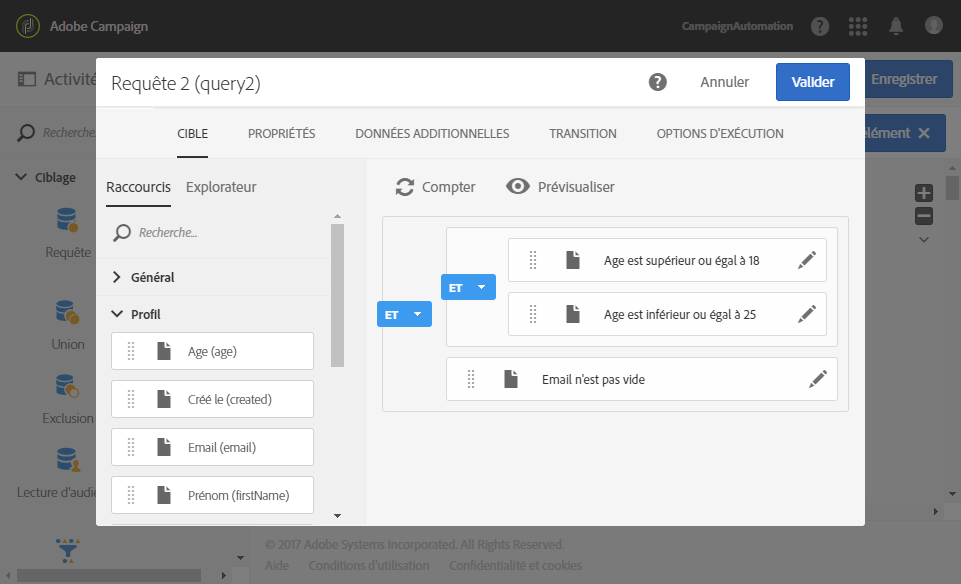 Adobe Campaign
CampaignAutomation
Activité
Enregistrer
Requête 2 (query2)
Annuler
Valider
Recherche
élément
CIBLE
PROPRIÉTÉS
DONNÉES ADDITIONNELLES
TRANSITION
OPTIONS D'EXÉCUTION
Ciblage
Requête
Union
Exclusion
Lecture d'audie
Raccourcis
Explorateur
Recherche...
Général
Profil
Age (age)
Créé le (created)
Email (email)
Prénom (firstName)
Compter
Prévisualiser
ET
ET
Age est supérieur ou égal à 18
Age est inférieur ou égal à 25
Email n'est pas vide
© 2017 Adobe Systems Incorporated. All Rights Reserved.
Aide
Conditions d'utilisation
Confidentialité et cookies